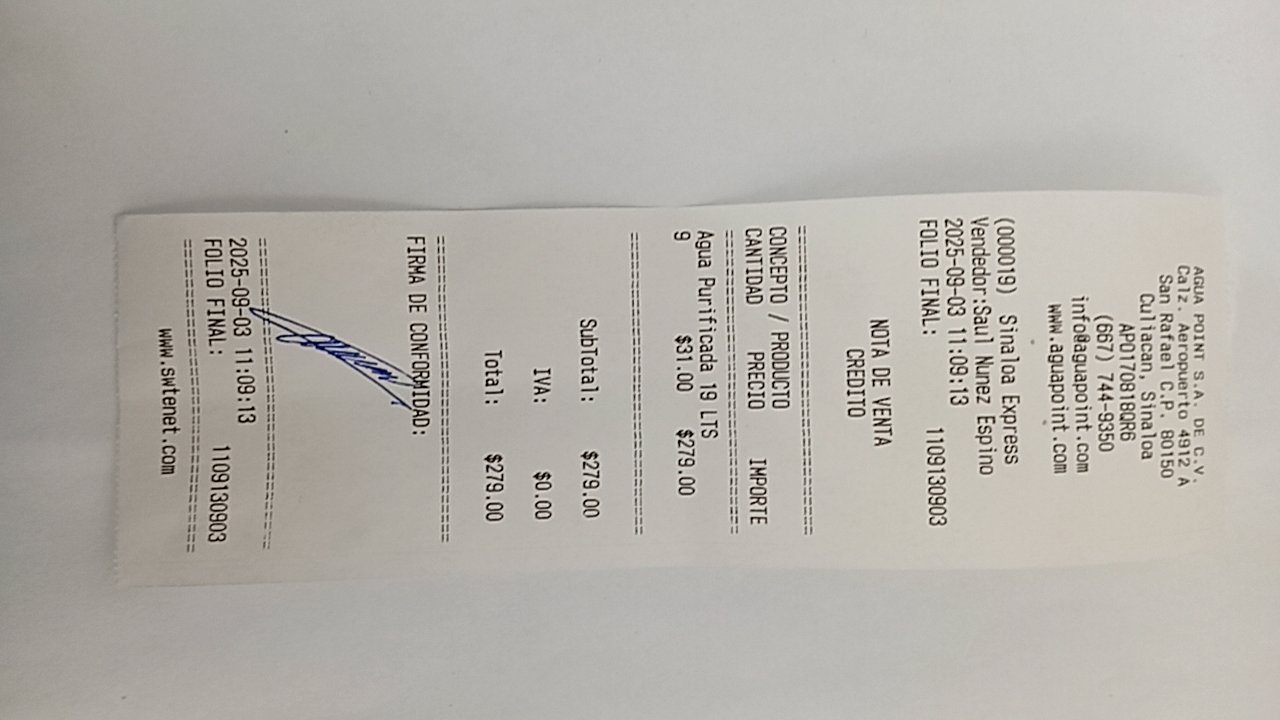 AGUA POINT S.A. DE C.V.
Calz. Aeropuerto 4912 A
San Rafael C.P. 80150
Culiacan, Sinaloa
APO170818QR6
(667) 744-9350
info@aguapoint.com
www.aguapoint.com
(000019) Sinaloa Express
Vendedor:Saul Nunez Espino
2025-09-03 11:09:13
FOLIO FINAL: 1109130903
NOTA DE VENTA
CREDITO
CONCEPTO / PRODUCTO
CANTIDAD PRECIO IMPORTE
Agua Purificada 19 LTS
9 $31.00 $279.00
SubTotal: $279.00
IVA: $0.00
Total: $279.00
FIRMA DE CONFORMIDAD:
2025-09-03 11:09:13
FOLIO FINAL: 1109130903
www.swtenet.com